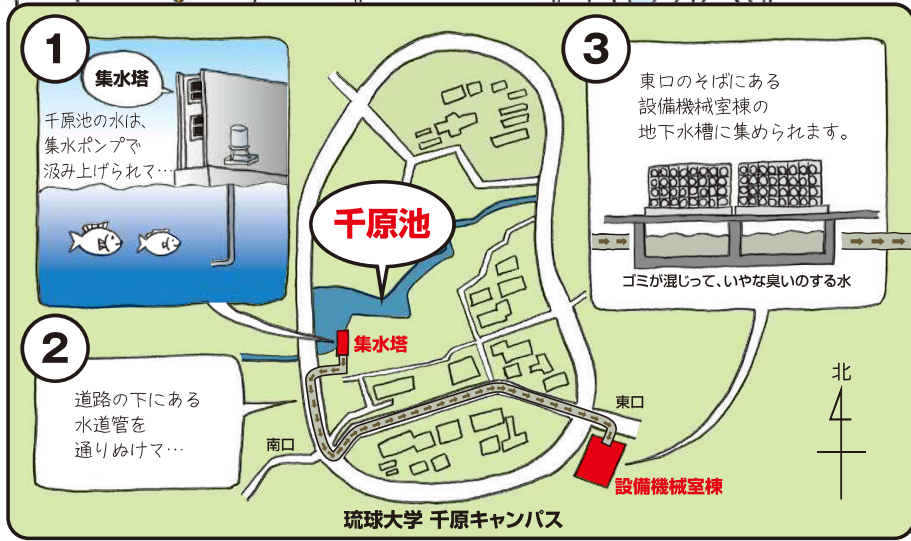 1
集水塔
千原池の水は、
集水ポンプで
汲み上げられて…
2
道路の下にある
水道管を
通りぬけて…
3
東口のそばにある
設備機械室棟の
地下水槽に集められます。
ゴミが混じって、いやな臭いのする水
千原池
集水塔
南口
東口
設備機械室棟
北
琉球大学 千原キャンパス